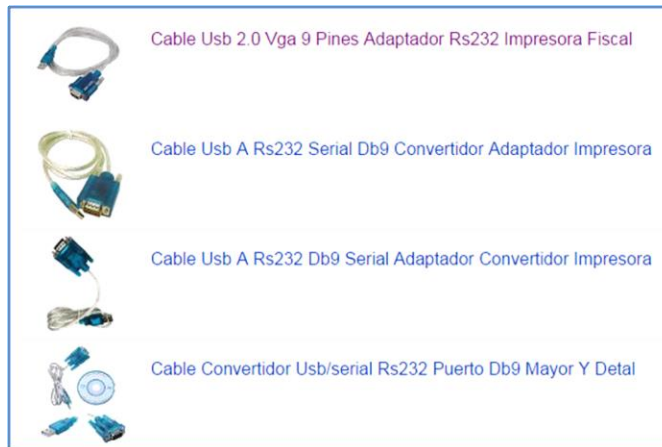 Cable Usb 2.0 Vga 9 Pines Adaptador Rs232 Impresora Fiscal
Cable Usb A Rs232 Serial Db9 Convertidor Adaptador Impresora
Cable Usb A Rs232 Db9 Serial Adaptador Convertidor Impresora
Cable Convertidor Usb/serial Rs232 Puerto Db9 Mayor Y Detal